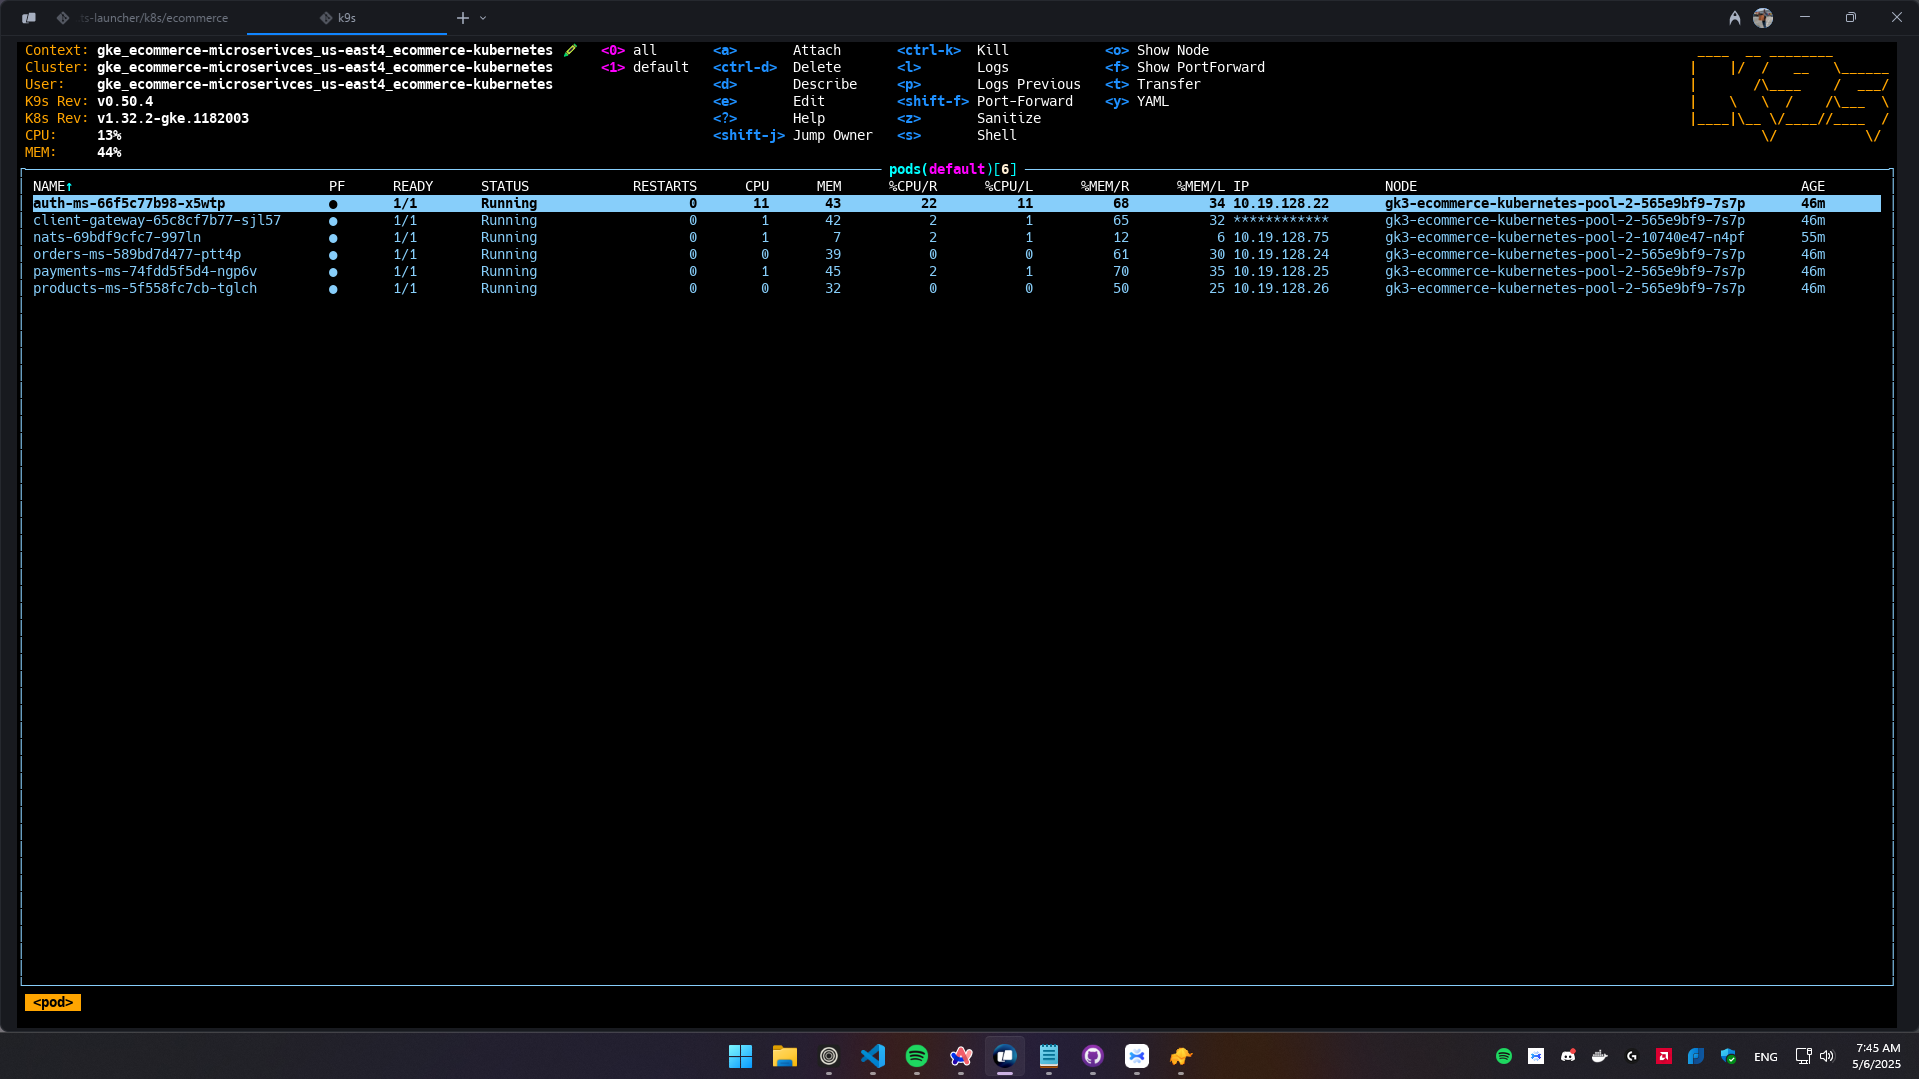 .ts-launcher/k8s/ecommerce k9s
Context: gke_ecommerce-microserivces_us-east4_ecommerce-kubernetes <0> all <a> Attach <ctrl-k> Kill <o> Show Node
Cluster: gke_ecommerce-microserivces_us-east4_ecommerce-kubernetes <1> default <ctrl-d> Delete <l> Logs <f> Show PortForward
User: gke_ecommerce-microserivces_us-east4_ecommerce-kubernetes <d> Describe <p> Logs Previous <t> Transfer
K9s Rev: v0.50.4 <e> Edit <shift-f> Port-Forward <y> YAML
K8s Rev: v1.32.2-gke.1182003 <?> Help <z> Sanitize
CPU: 13% <shift-j> Jump Owner <s> Shell
MEM: 44%
pods(default)[6]
NAME↑ PF READY STATUS RESTARTS CPU MEM %CPU/R %CPU/L %MEM/R %MEM/L IP NODE AGE
auth-ms-66f5c77b98-x5wtp ● 1/1 Running 0 11 43 22 11 68 34 10.19.128.22 gk3-ecommerce-kubernetes-pool-2-565e9bf9-7s7p 46m
client-gateway-65c8cf7b77-sjl57 ● 1/1 Running 0 1 42 2 1 65 32 ************ gk3-ecommerce-kubernetes-pool-2-565e9bf9-7s7p 46m
nats-69bdf9cfc7-997ln ● 1/1 Running 0 1 7 2 1 12 6 10.19.128.75 gk3-ecommerce-kubernetes-pool-2-10740e47-n4pf 55m
orders-ms-589bd7d477-ptt4p ● 1/1 Running 0 0 39 0 0 61 30 10.19.128.24 gk3-ecommerce-kubernetes-pool-2-565e9bf9-7s7p 46m
payments-ms-74fdd5f5d4-ngp6v ● 1/1 Running 0 1 45 2 1 70 35 10.19.128.25 gk3-ecommerce-kubernetes-pool-2-565e9bf9-7s7p 46m
products-ms-5f558fc7cb-tglch ● 1/1 Running 0 0 32 0 0 50 25 10.19.128.26 gk3-ecommerce-kubernetes-pool-2-565e9bf9-7s7p 46m
<pod>
ENG
7:45 AM
5/6/2025